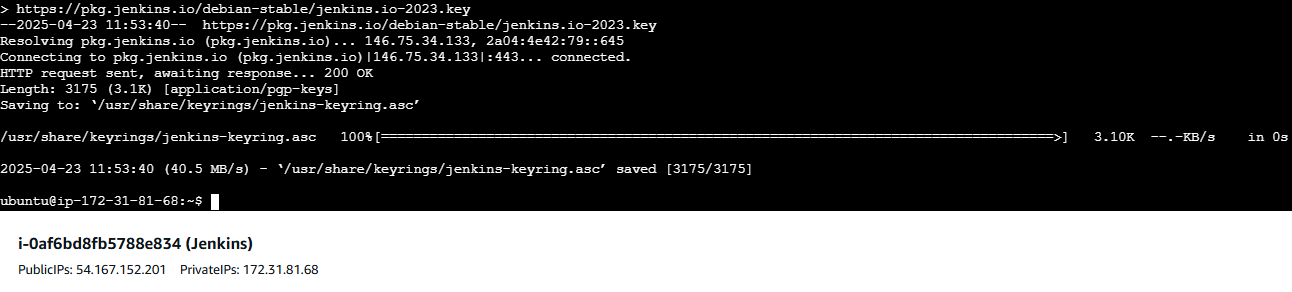 > https://pkg.jenkins.io/debian-stable/jenkins.io-2023.key
--2025-04-23 11:53:40--  https://pkg.jenkins.io/debian-stable/jenkins.io-2023.key
Resolving pkg.jenkins.io (pkg.jenkins.io)... 146.75.34.133, 2a04:4e42:79::645
Connecting to pkg.jenkins.io (pkg.jenkins.io)|146.75.34.133|:443... connected.
HTTP request sent, awaiting response... 200 OK
Length: 3175 (3.1K) [application/pgp-keys]
Saving to: ‘/usr/share/keyrings/jenkins-keyring.asc’
/usr/share/keyrings/jenkins-keyring.asc   100%[====================================================================================>]   3.10K  --.-KB/s    in 0s
2025-04-23 11:53:40 (40.5 MB/s) - ‘/usr/share/keyrings/jenkins-keyring.asc’ saved [3175/3175]
ubuntu@ip-172-31-81-68:~$
i-0af6bd8fb5788e834 (Jenkins)
PublicIPs: 54.167.152.201    PrivateIPs: 172.31.81.68